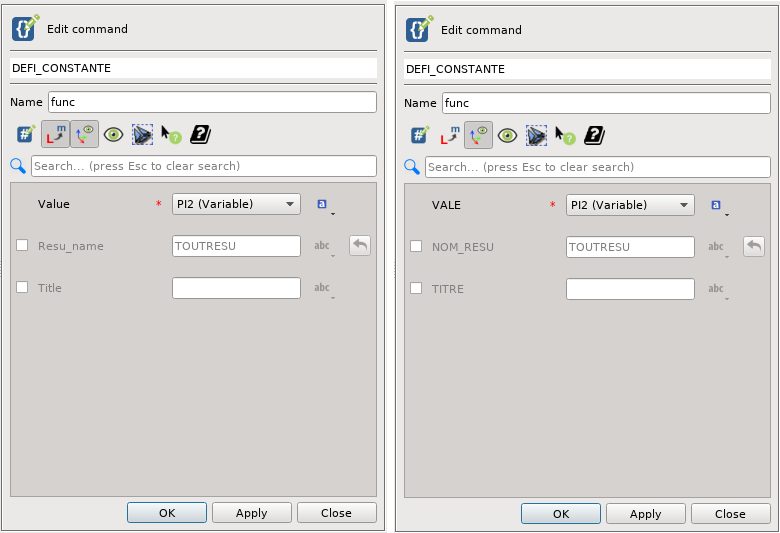 Edit command
DEFI_CONSTANTE
Name func
# L m {} ? ?
Search... (press Esc to clear search)
Value * PI2 (Variable) a
Resu_name TOUTRESU abc
Title abc
OK Apply Close
Edit command
DEFI_CONSTANTE
Name func
# L m ? ?
Search... (press Esc to clear search)
VALE * PI2 (Variable) a
NOM_RESU TOUTRESU abc
TITRE abc
OK Apply Close